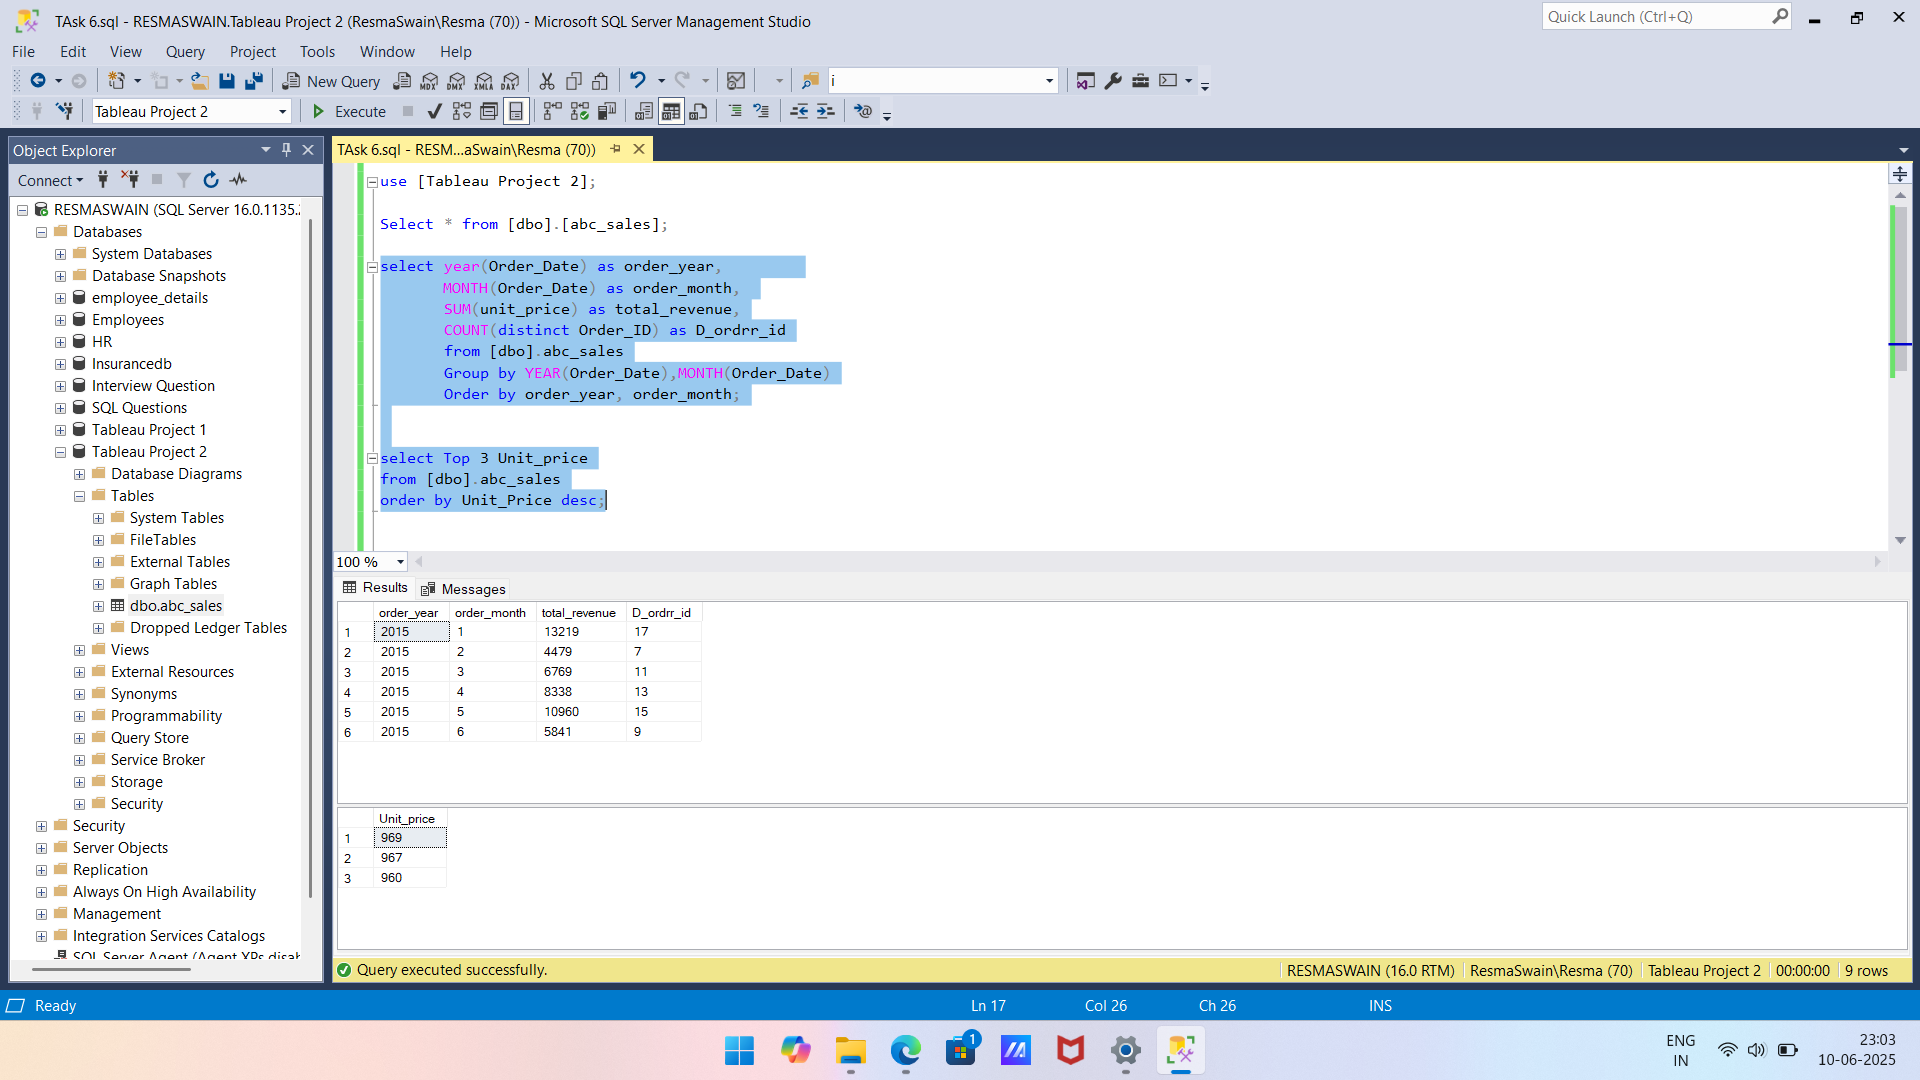 TAsk 6.sql - RESMASWAIN.Tableau Project 2 (ResmaSwain\Resma (70)) - Microsoft SQL Server Management Studio
Quick Launch (Ctrl+Q)
File Edit View Query Project Tools Window Help
New Query MDX DMX XMLA DAX i
Tableau Project 2 Execute
Object Explorer
Connect
RESMASWAIN (SQL Server 16.0.1135.
Databases
System Databases
Database Snapshots
employee_details
Employees
HR
Insurancedb
Interview Question
SQL Questions
Tableau Project 1
Tableau Project 2
Database Diagrams
Tables
System Tables
FileTables
External Tables
Graph Tables
dbo.abc_sales
Dropped Ledger Tables
Views
External Resources
Synonyms
Programmability
Query Store
Service Broker
Storage
Security
Security
Server Objects
Replication
Always On High Availability
Management
Integration Services Catalogs
SQL Server Agent (Agent XPs disab
TAsk 6.sql - RESM...aSwain\Resma (70))
use [Tableau Project 2];
Select * from [dbo].[abc_sales];
select year(Order_Date) as order_year,
MONTH(Order_Date) as order_month,
SUM(unit_price) as total_revenue,
COUNT(distinct Order_ID) as D_ordrr_id
from [dbo].abc_sales
Group by YEAR(Order_Date),MONTH(Order_Date)
Order by order_year, order_month;
select Top 3 Unit_price
from [dbo].abc_sales
order by Unit_Price desc;
100 %
Results Messages
order_year order_month total_revenue D_ordrr_id
1 2015 1 13219 17
2 2015 2 4479 7
3 2015 3 6769 11
4 2015 4 8338 13
5 2015 5 10960 15
6 2015 6 5841 9
Unit_price
1 969
2 967
3 960
Query executed successfully. RESMASWAIN (16.0 RTM) ResmaSwain\Resma (70) Tableau Project 2 00:00:00 9 rows
Ready Ln 17 Col 26 Ch 26 INS
1
ENG
IN
23:03
10-06-2025